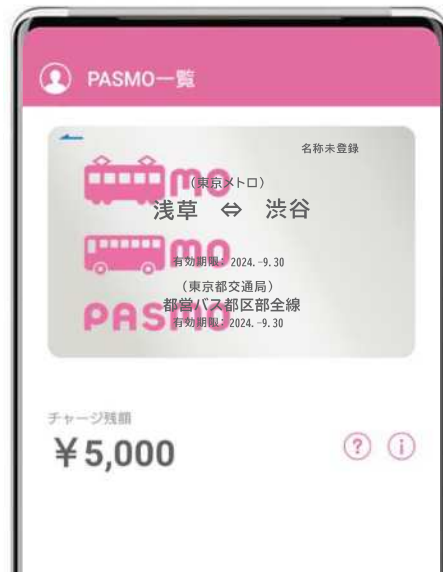 PASMO一覧
名称未登録
mo
(東京メトロ)
浅草 ⇔ 渋谷
mo
有効期限: 2024.-9.30
(東京都交通局)
PASMO
都営バス都区部全線
有効期限: 2024.-9.30
チャージ残額
¥5,000
? i